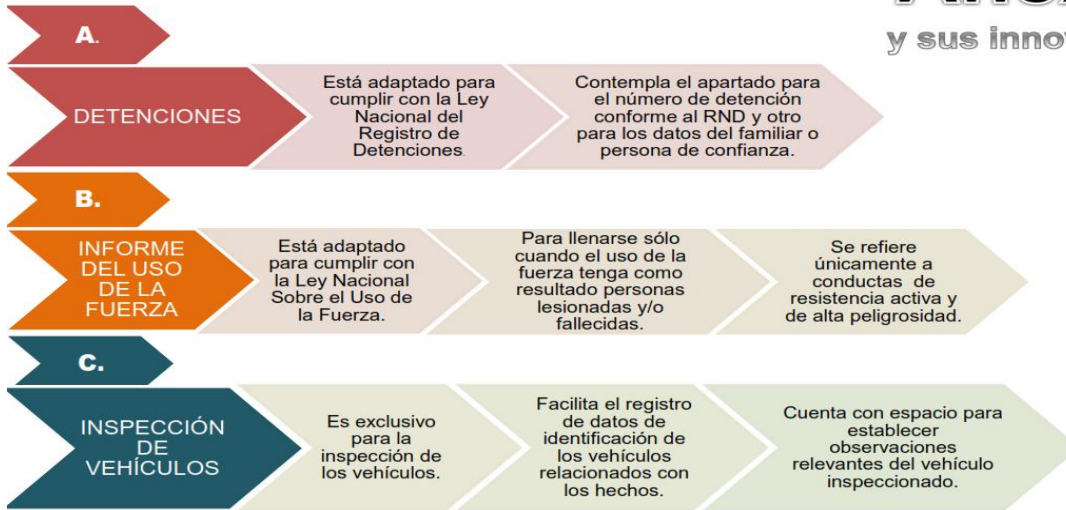 y sus
A.
DETENCIONES
Está adaptado para
cumplir con la Ley
Nacional del
Registro de
Detenciones.
Contempla el apartado para
el número de detención
conforme al RND y otro
para los datos del familiar o
persona de confianza.
B.
INFORME
DEL USO
DE LA
FUERZA
Está adaptado
para cumplir con
la Ley Nacional
Sobre el Uso de
la Fuerza.
Para llenarse sólo
cuando el uso de la
fuerza tenga como
resultado personas
lesionadas y/o
fallecidas.
Se refiere
únicamente a
conductas de
resistencia activa y
de alta peligrosidad.
C.
INSPECCIÓN
DE
VEHÍCULOS
Es exclusivo
para la
inspección de
los vehículos.
Facilita el registro
de datos de
identificación de
los vehículos
relacionados con
los hechos.
Cuenta con espacio para
establecer
observaciones
relevantes del vehículo
inspeccionado.